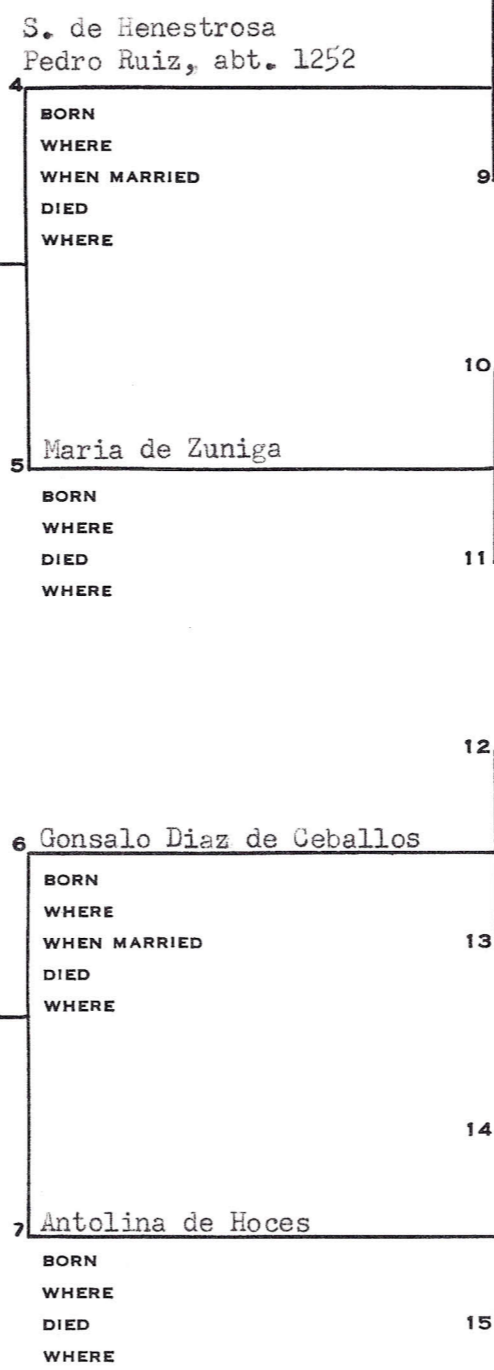 S. de Henestrosa
Pedro Ruiz, abt. 1252
4
BORN
WHERE
WHEN MARRIED
9
DIED
WHERE
10
Maria de Zuniga
5
BORN
WHERE
DIED
11
WHERE
12
6 Gonsalo Diaz de Ceballos
BORN
WHERE
WHEN MARRIED
13
DIED
WHERE
14
7 Antolina de Hoces
BORN
WHERE
DIED
15
WHERE